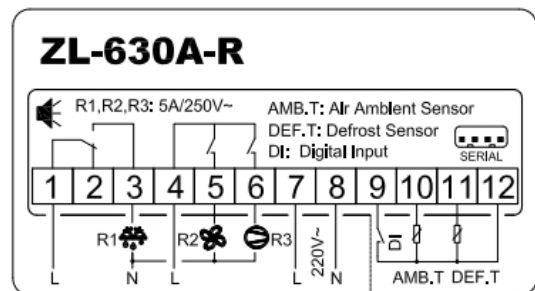 ZL-630A-R
R1,R2,R3: 5A/250V~
AMB.T: Air Ambient Sensor
DEF.T: Defrost Sensor
DI: Digital Input
SERIAL
1 2 3 4 5 6 7 8 9 10 11 12
R1 R2 R3 220V~ DI
L N L L N AMB.T DEF.T